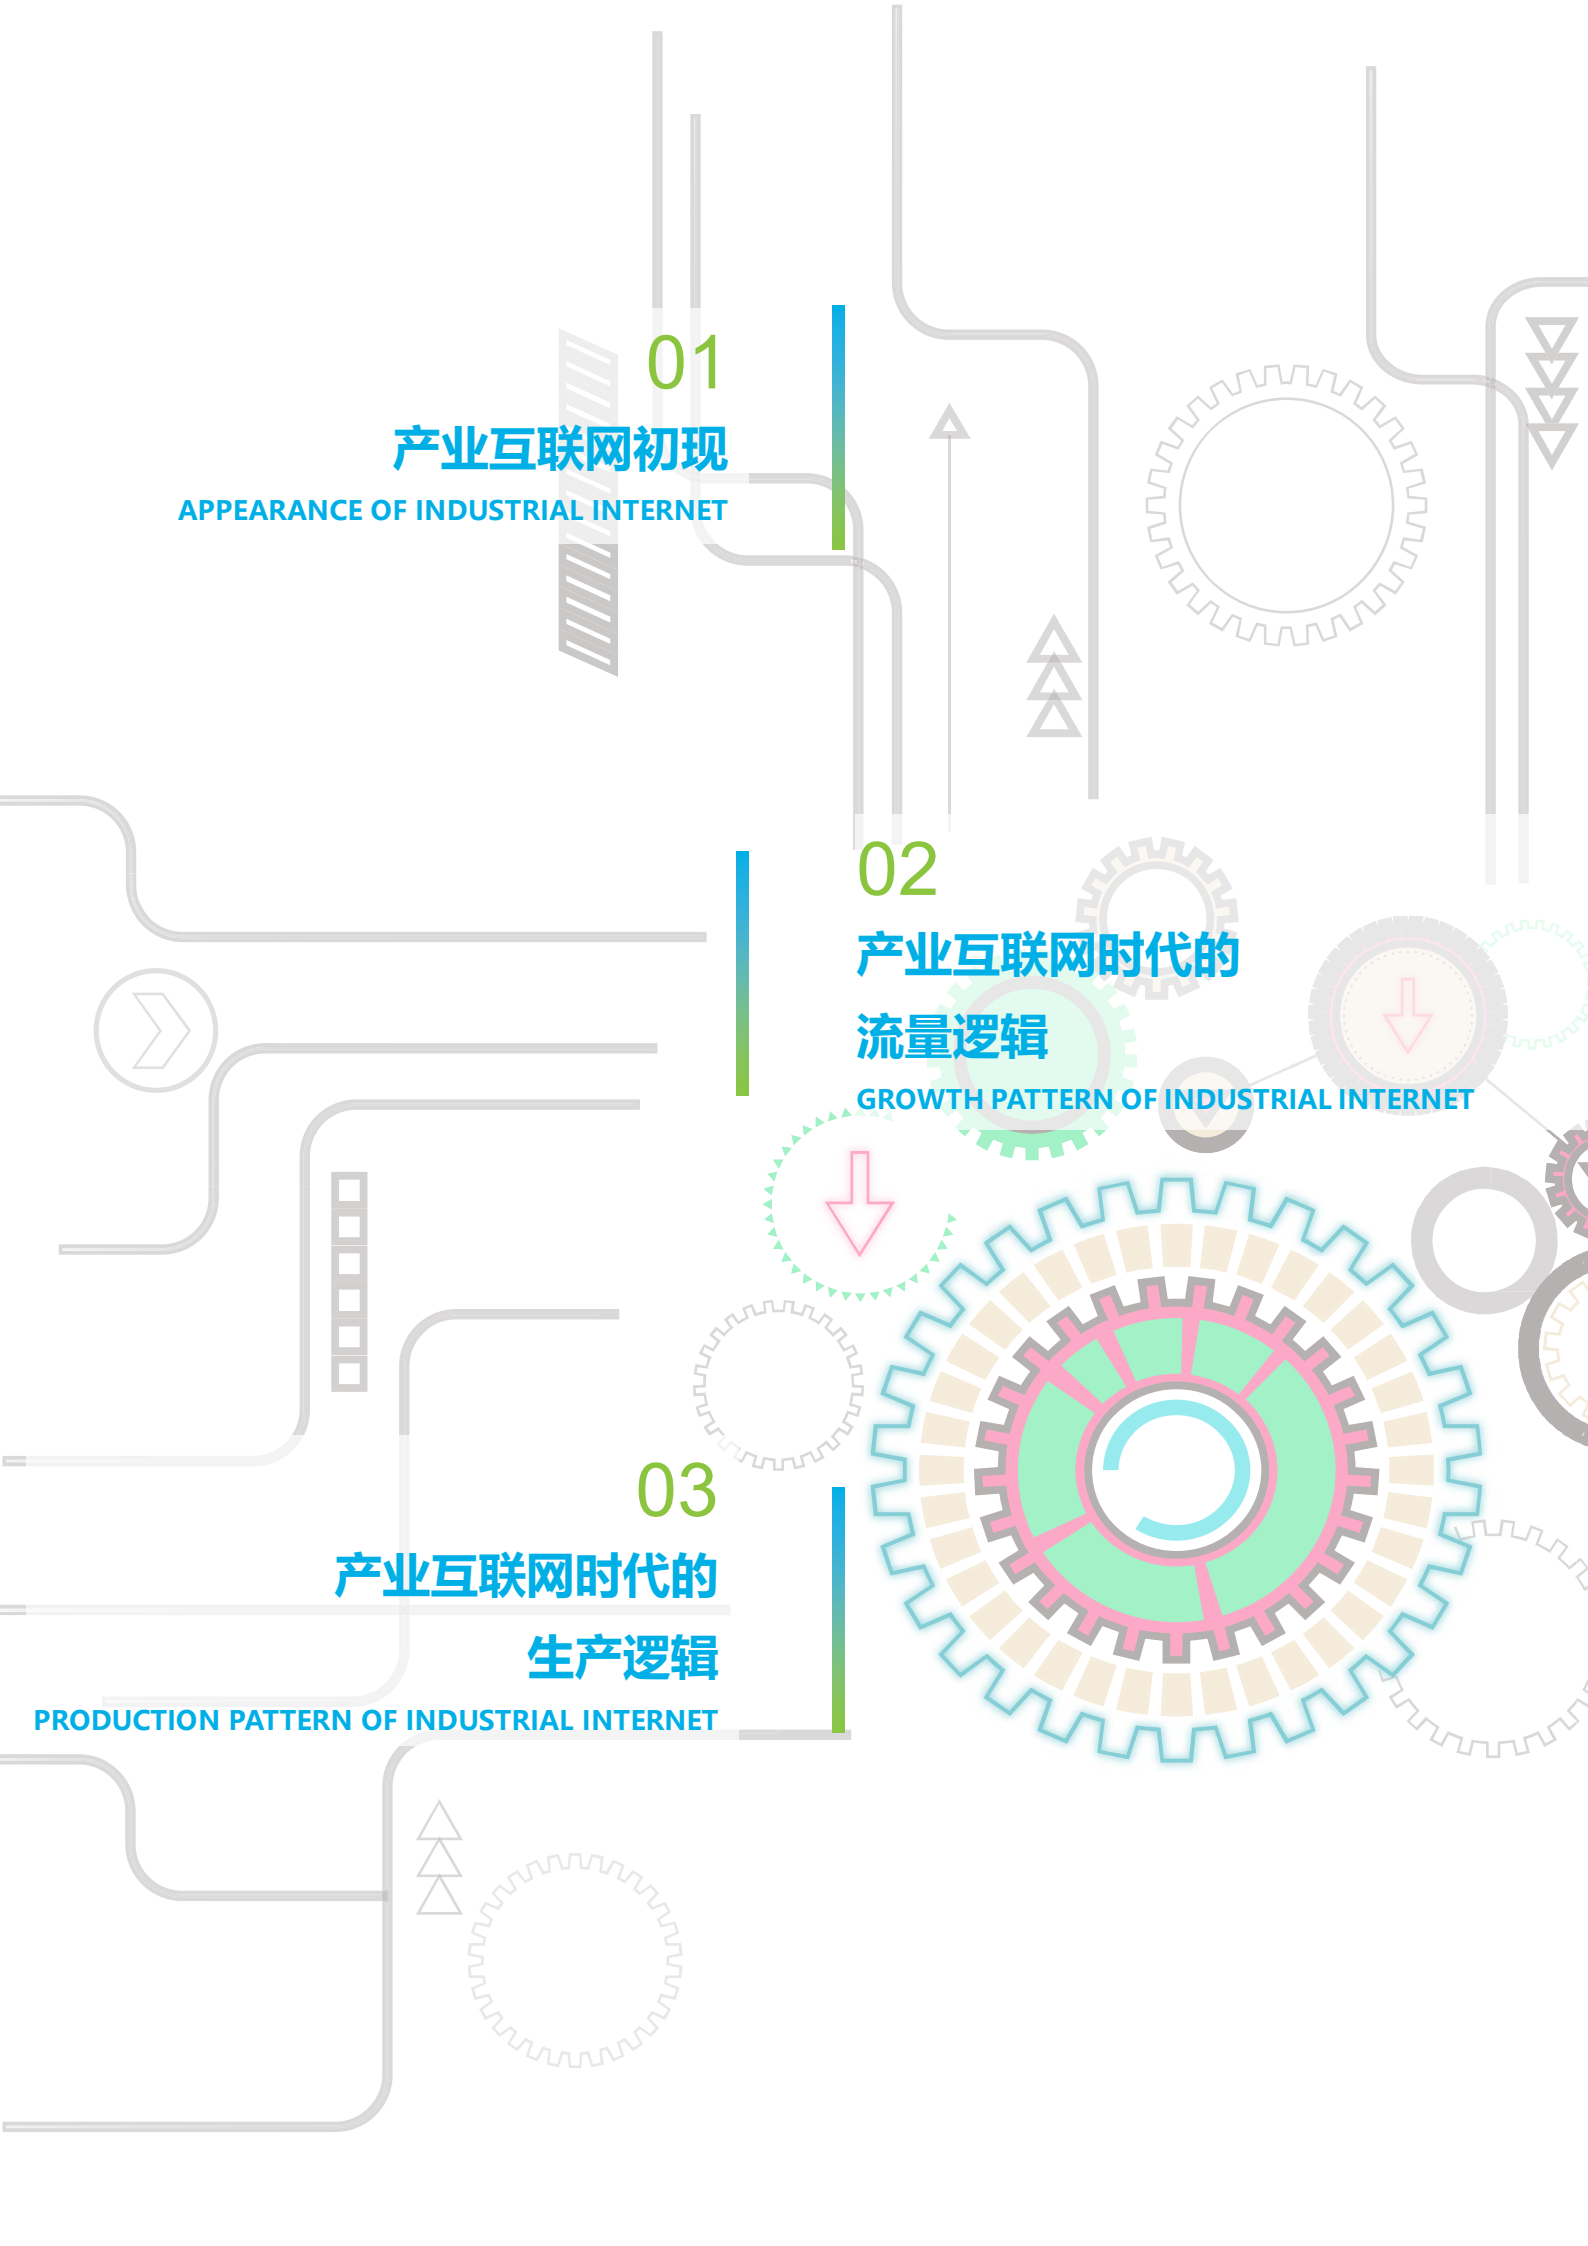 01
产业互联网初现
APPEARANCE OF INDUSTRIAL INTERNET
02
产业互联网时代的
流量逻辑
GROWTH PATTERN OF INDUSTRIAL INTERNET
03
产业互联网时代的
生产逻辑
PRODUCTION PATTERN OF INDUSTRIAL INTERNET